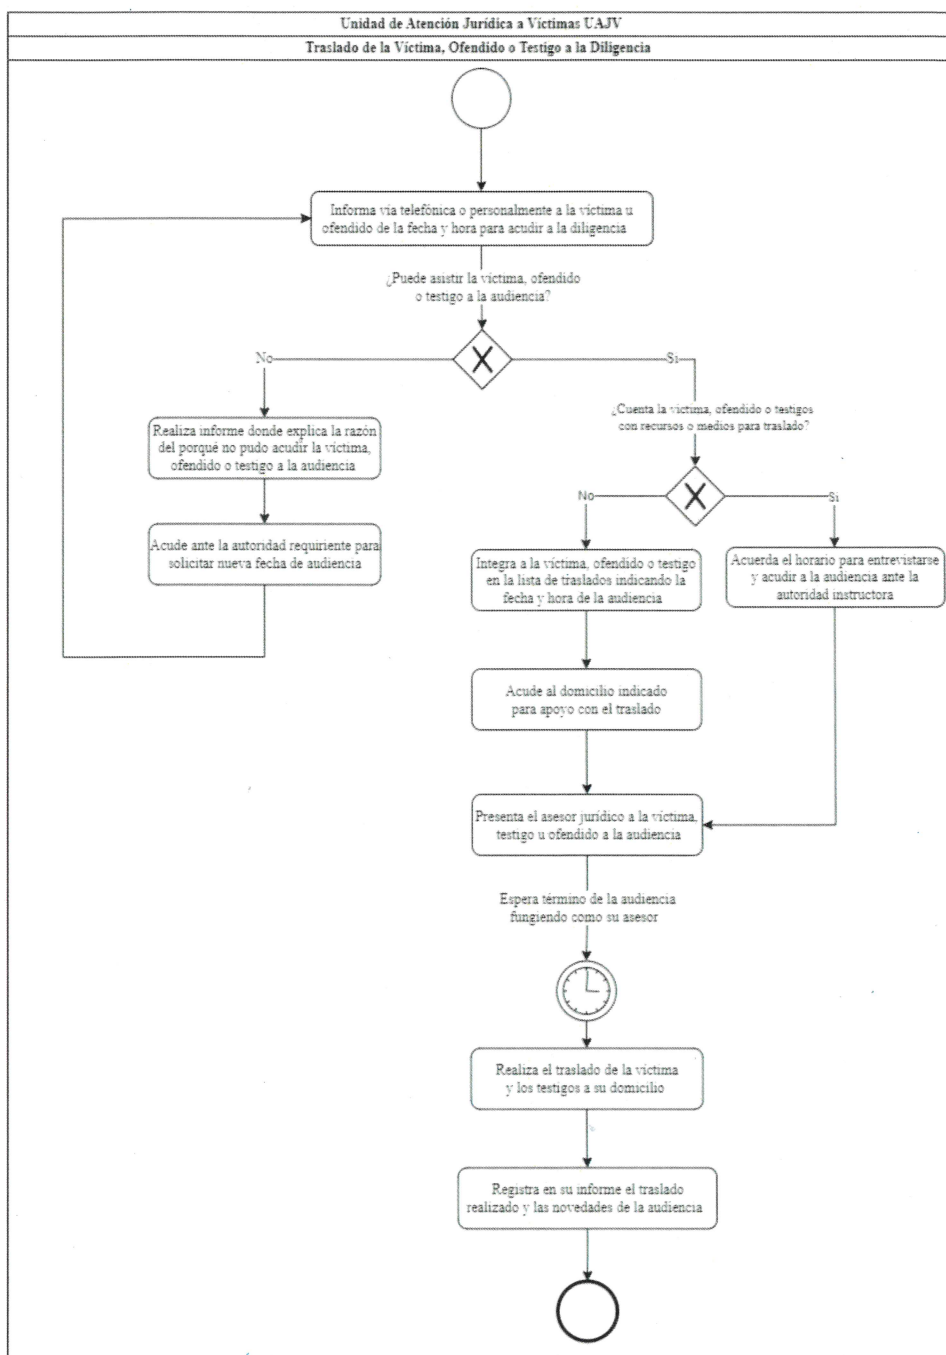 Unidad de Atención Jurídica a Víctimas UAJV
Traslado de la Víctima, Ofendido o Testigo a la Diligencia
Informa vía telefónica o personalmente a la víctima u
ofendido de la fecha y hora para acudir a la diligencia
¿Puede asistir la víctima, ofendido
o testigo a la audiencia?
No
Si
Realiza informe donde explica la razón
del porqué no pudo acudir la víctima,
ofendido o testigo a la audiencia
Acude ante la autoridad requiriente para
solicitar nueva fecha de audiencia
¿Cuenta la víctima, ofendido o testigos
con recursos o medios para traslado?
No
Si
Integra a la víctima, ofendido o testigo
en la lista de traslados indicando la
fecha y hora de la audiencia
Acuerda el horario para entrevistarse
y acudir a la audiencia ante la
autoridad instructora
Acude al domicilio indicado
para apoyo con el traslado
Presenta el asesor jurídico a la víctima,
testigo u ofendido a la audiencia
Espera término de la audiencia
fungiendo como su asesor
Realiza el traslado de la víctima
y los testigos a su domicilio
Registra en su informe el traslado
realizado y las novedades de la audiencia